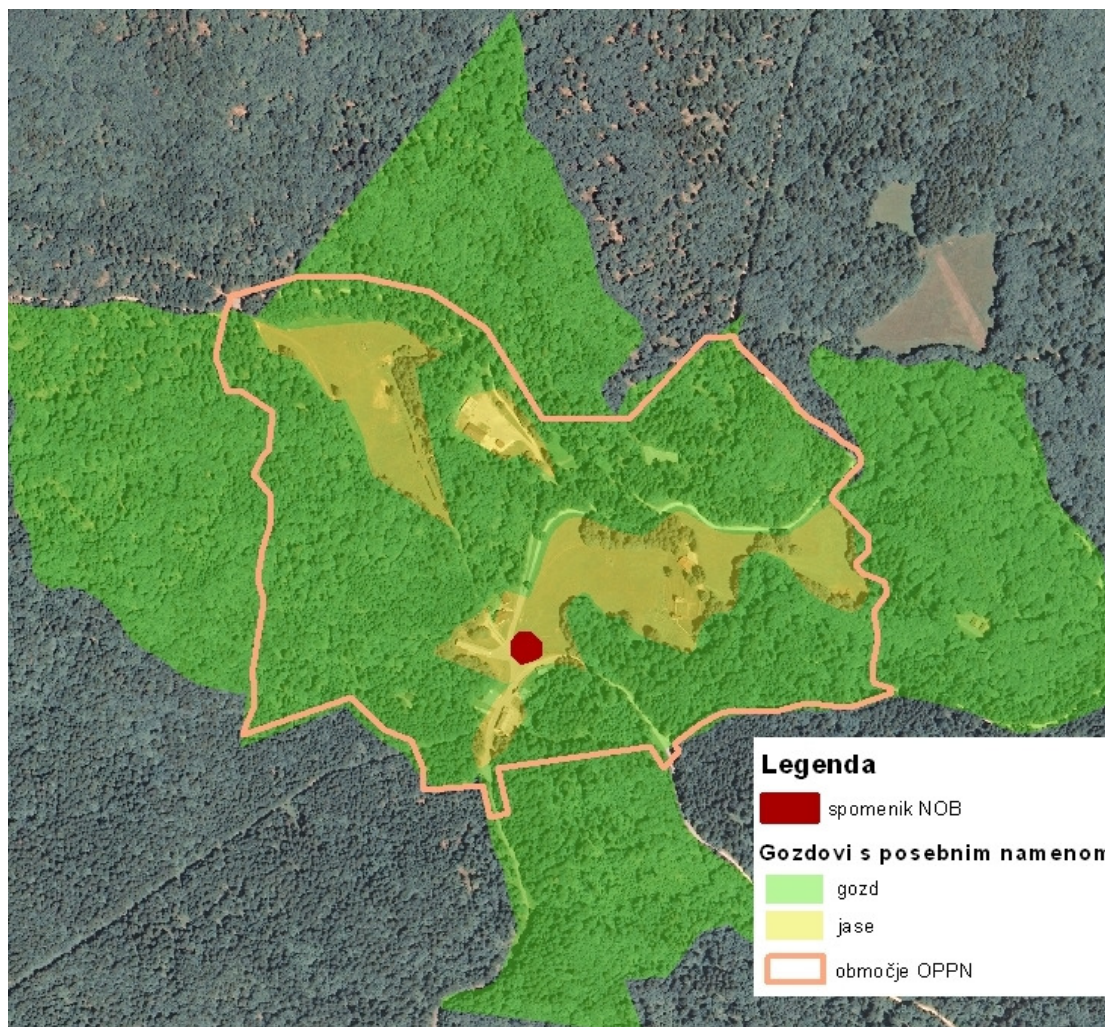 Legenda
spomenik NOB
Gozdovi s posebnim namenom
gozd
jase
območje OPPN